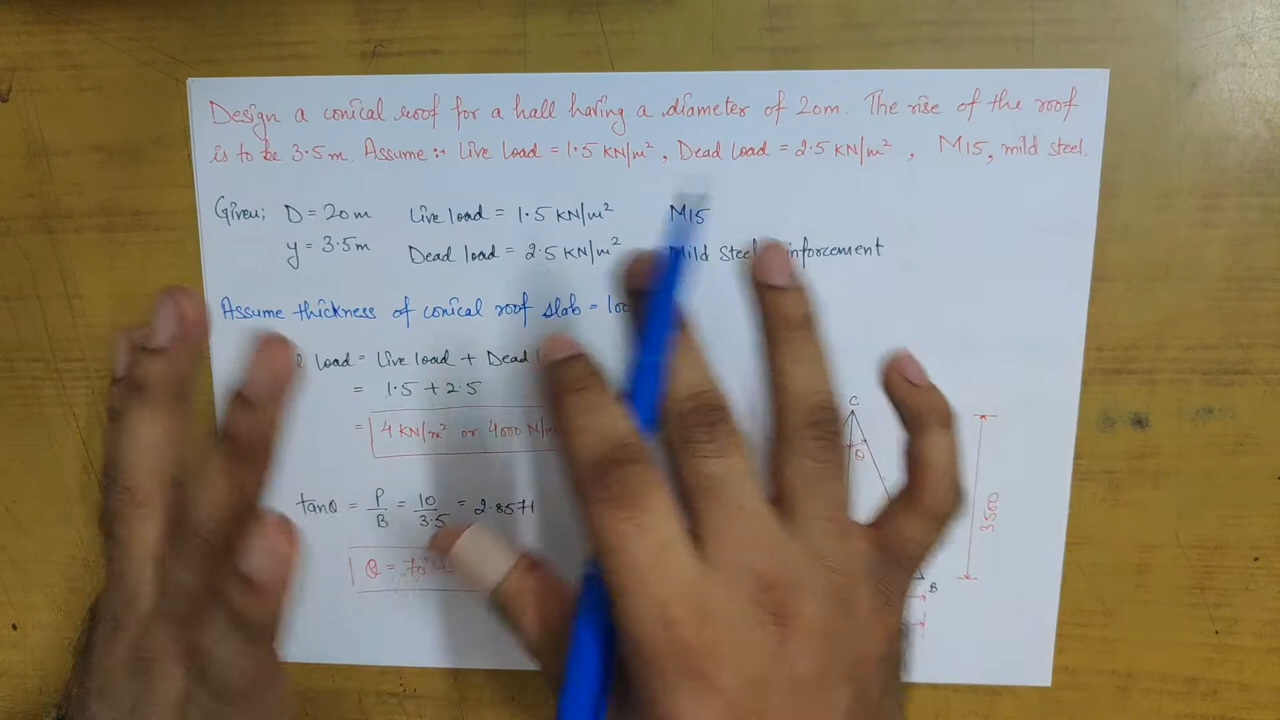 Design a conical roof for a hall having a diameter of 20m. The rise of the roof
is to be 3.5m. Assume :- Live load = 1.5 KN/m², Dead load = 2.5 KN/m², M15, mild steel.
Given; D = 20m Live load = 1.5 KN/m² M15
y = 3.5m Dead load = 2.5 KN/m² Mild Steel
Assume thickness of conical roof slab =
load = Live load + Dead
= 1.5 + 2.5
= 4 KN/m² or 4000
tanθ = P/B = 10/3.5 = 2.8571
θ =
C
θ
3500
B